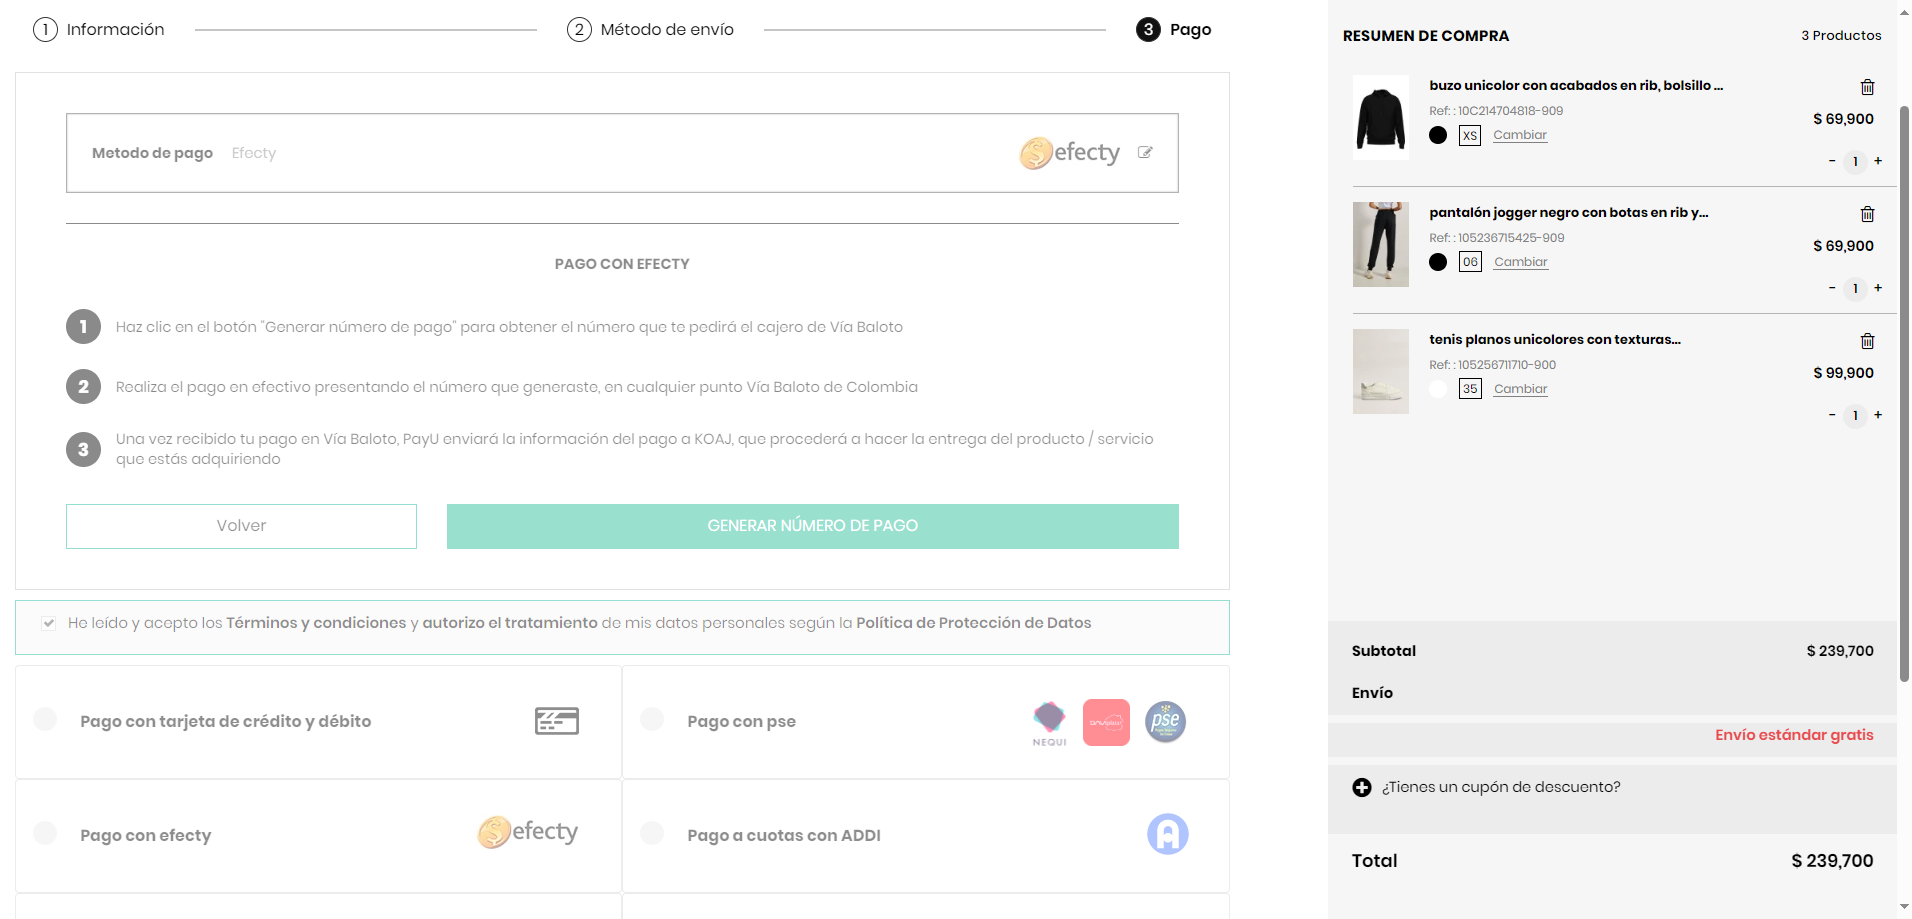 1 Información
2 Método de envío
3 Pago
Metodo de pago Efecty
efecty
PAGO CON EFECTY
1 Haz clic en el botón "Generar número de pago" para obtener el número que te pedirá el cajero de Vía Baloto
2 Realiza el pago en efectivo presentando el número que generaste, en cualquier punto Vía Baloto de Colombia
3 Una vez recibido tu pago en Vía Baloto, PayU enviará la información del pago a KOAJ, que procederá a hacer la entrega del producto / servicio
que estás adquiriendo
Volver
GENERAR NÚMERO DE PAGO
He leído y acepto los Términos y condiciones y autorizo el tratamiento de mis datos personales según la Política de Protección de Datos
Pago con tarjeta de crédito y débito
Pago con pse
NEQUI
pse
Pago con efecty
efecty
Pago a cuotas con ADDI
RESUMEN DE COMPRA
3 Productos
buzo unicolor con acabados en rib, bolsillo ...
Ref: : 10C214704818-909
$ 69,900
XS Cambiar
- 1 +
pantalón jogger negro con botas en rib y...
Ref: : 105236715425-909
$ 69,900
06 Cambiar
- 1 +
tenis planos unicolores con texturas...
Ref: : 105256711710-900
$ 99,900
35 Cambiar
- 1 +
Subtotal
$ 239,700
Envío
Envío estándar gratis
¿Tienes un cupón de descuento?
Total
$ 239,700